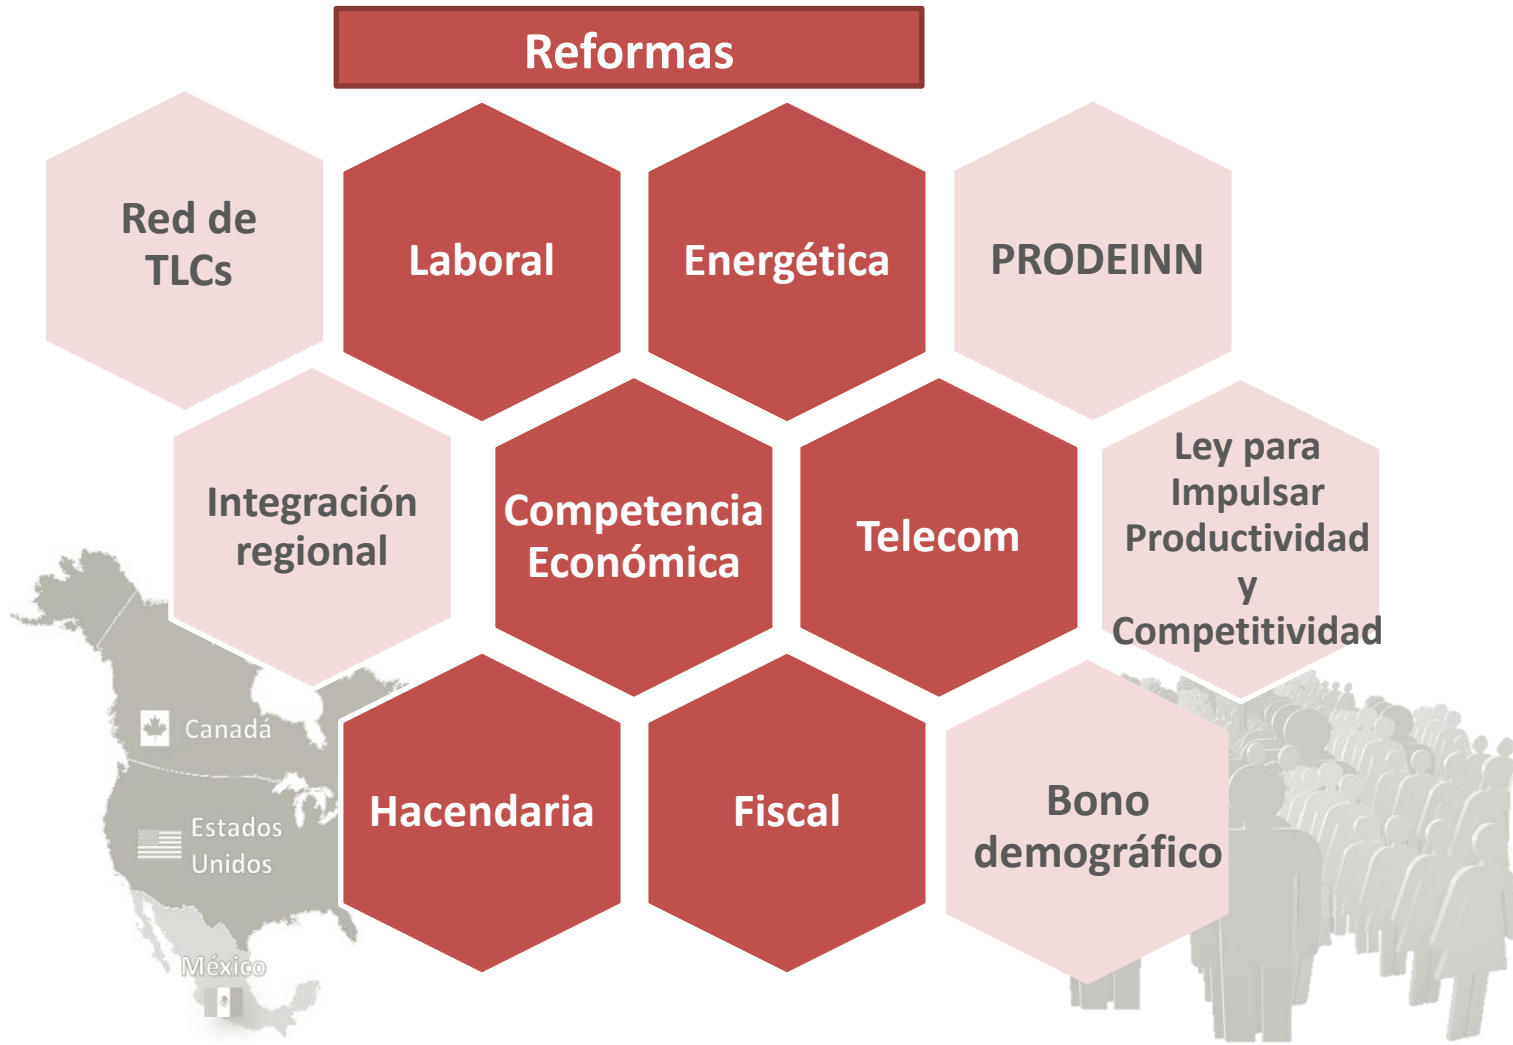 Reformas
Red de
TLCs
Laboral
Energética
PRODEINN
Integración
regional
Competencia
Económica
Telecom
Ley para
Impulsar
Productividad
y
Competitividad
Hacendaria
Fiscal
Bono
demográfico
Canadá
Estados
Unidos
México